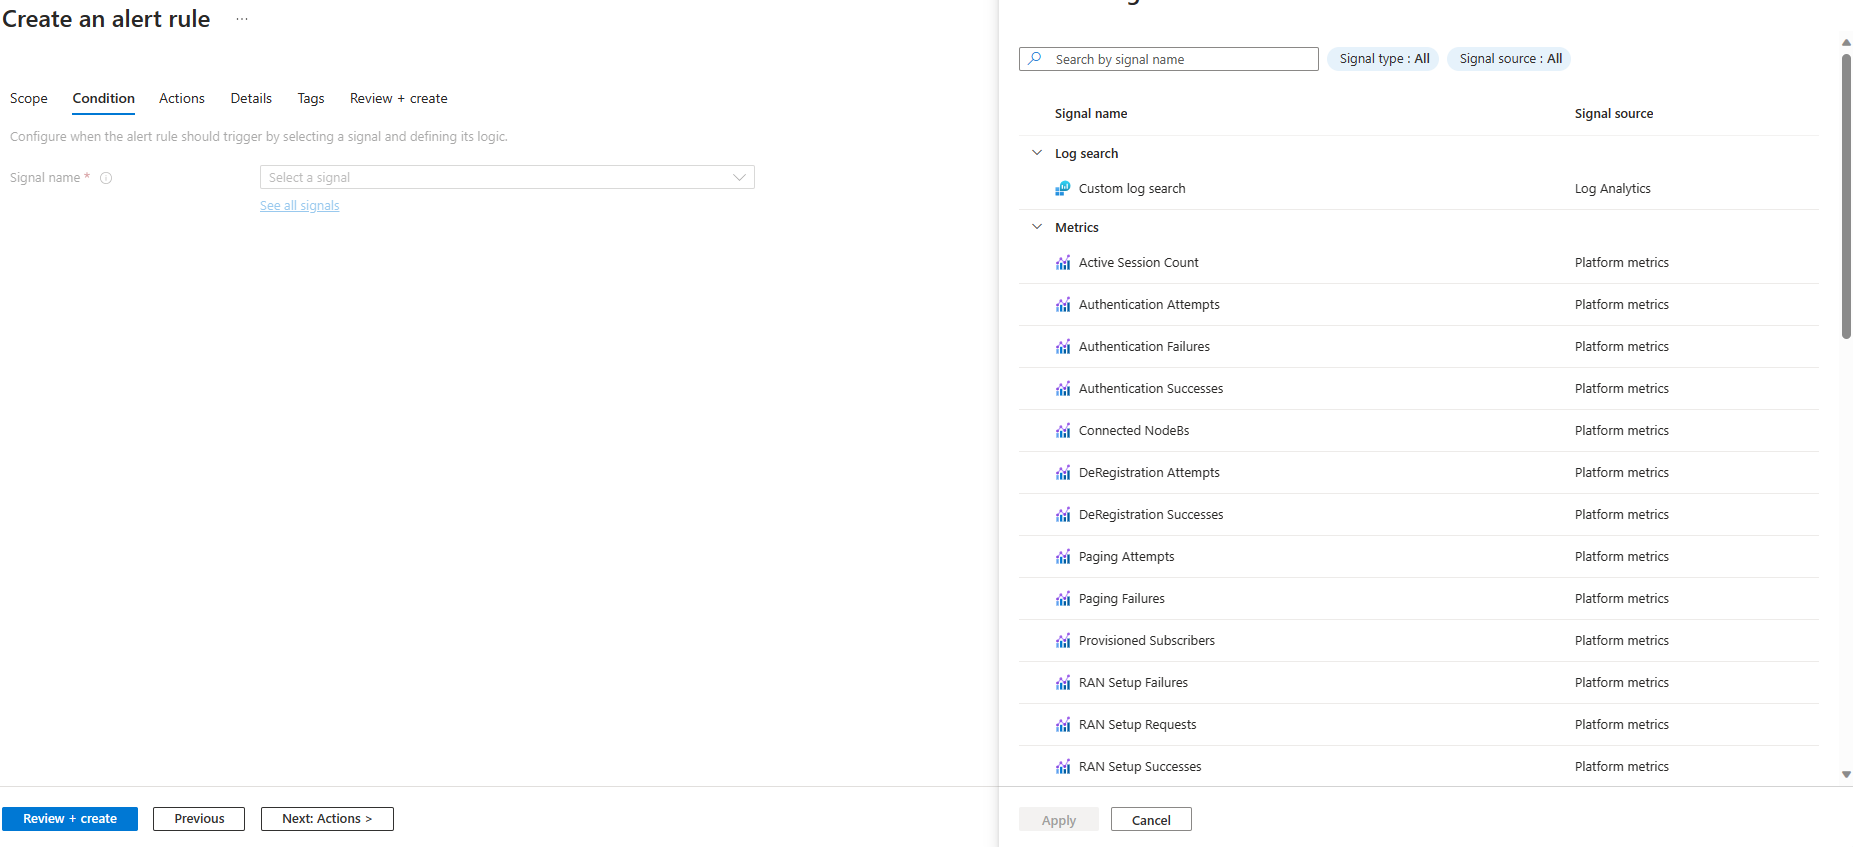 Create an alert rule ...
Scope Condition Actions Details Tags Review + create
Configure when the alert rule should trigger by selecting a signal and defining its logic.
Signal name *
Select a signal
See all signals
Review + create Previous Next: Actions >
Search by signal name
Signal type : All
Signal source : All
Signal name Signal source
Log search
Custom log search Log Analytics
Metrics
Active Session Count Platform metrics
Authentication Attempts Platform metrics
Authentication Failures Platform metrics
Authentication Successes Platform metrics
Connected NodeBs Platform metrics
DeRegistration Attempts Platform metrics
DeRegistration Successes Platform metrics
Paging Attempts Platform metrics
Paging Failures Platform metrics
Provisioned Subscribers Platform metrics
RAN Setup Failures Platform metrics
RAN Setup Requests Platform metrics
RAN Setup Successes Platform metrics
Apply Cancel